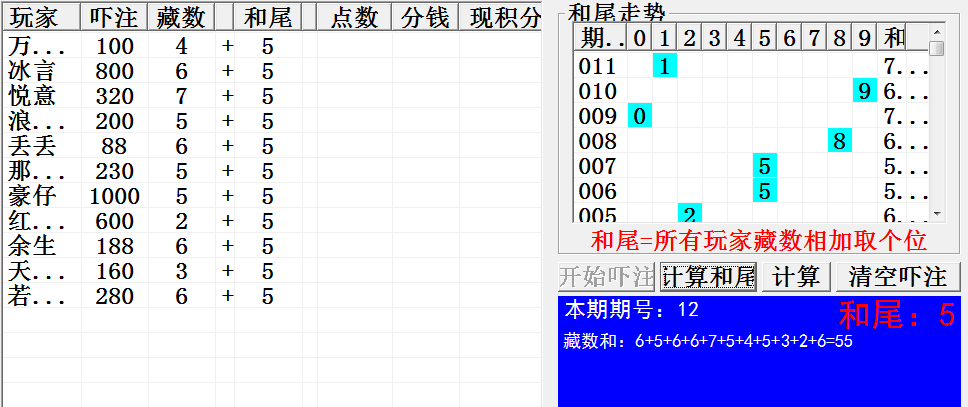 玩家 吓注 藏数 和尾 点数 分钱 现积分
万... 100 4 + 5
冰言 800 6 + 5
悦意 320 7 + 5
浪... 200 5 + 5
丢丢 88 6 + 5
那... 230 5 + 5
豪仔 1000 5 + 5
红... 600 2 + 5
余生 188 6 + 5
天... 160 3 + 5
若... 280 6 + 5
和尾走势
期.. 0 1 2 3 4 5 6 7 8 9 和
011 1 7...
010 9 6...
009 0 7...
008 8 6...
007 5 5...
006 5 5...
005 2 6...
和尾=所有玩家藏数相加取个位
开始吓注 计算和尾 计算 清空吓注
本期期号：12 和尾：5
藏数和：6+5+6+6+7+5+4+5+3+2+6=55